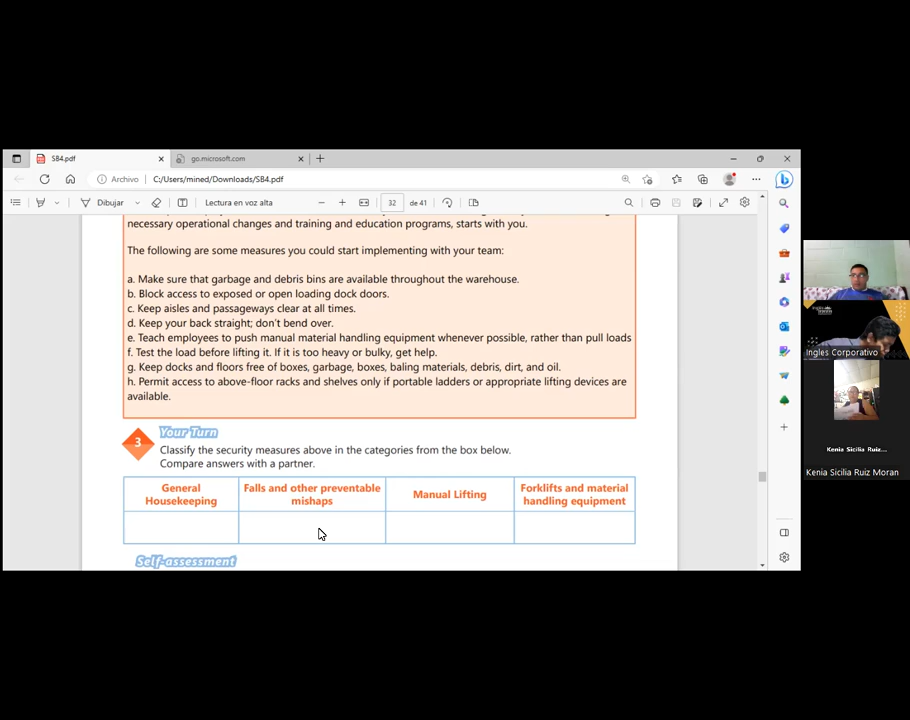 SB4.pdf
go.microsoft.com
Archivo
C:/Users/mined/Downloads/SB4.pdf
Dibujar
Lectura en voz alta
32
de 41
necessary operational changes and training and education programs, starts with you.
The following are some measures you could start implementing with your team:
a. Make sure that garbage and debris bins are available throughout the warehouse.
b. Block access to exposed or open loading dock doors.
c. Keep aisles and passageways clear at all times.
d. Keep your back straight; don't bend over.
e. Teach employees to push manual material handling equipment whenever possible, rather than pull loads
f. Test the load before lifting it. If it is too heavy or bulky, get help.
g. Keep docks and floors free of boxes, garbage, boxes, baling materials, debris, dirt, and oil.
h. Permit access to above-floor racks and shelves only if portable ladders or appropriate lifting devices are
available.
3
Your Turn
Classify the security measures above in the categories from the box below.
Compare answers with a partner.
General
Housekeeping
Falls and other preventable
mishaps
Manual Lifting
Forklifts and material
handling equipment
Self-assessment
Ingles Corporativo
Kenia Sicilia Ruiz...
Kenia Sicilia Ruiz Moran